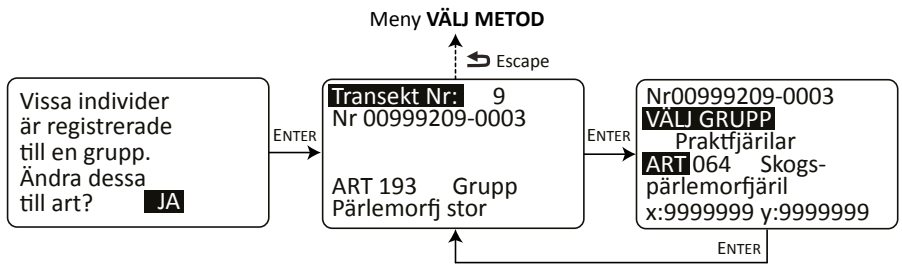 Meny VÄLJ METOD
Escape
Vissa individer
är registrerade
till en grupp.
Ändra dessa
till art? JA
ENTER
Transekt Nr: 9
Nr 00999209-0003
ART 193 Grupp
Pärlemorfj stor
ENTER
Nr00999209-0003
VÄLJ GRUPP
Praktfjärilar
ART 064 Skogs-
pärlemorfjäril
x:9999999 y:9999999
ENTER